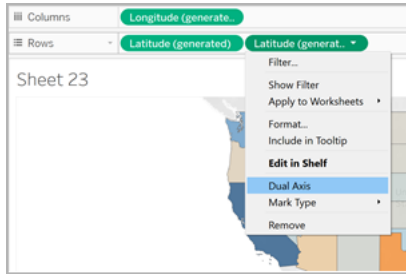 Columns
Longitude (generate..
Rows
Latitude (generated)
Latitude (generat..
Sheet 23
Filter...
Show Filter
Apply to Worksheets
Format...
Include in Tooltip
Edit in Shelf
Dual Axis
Mark Type
Remove